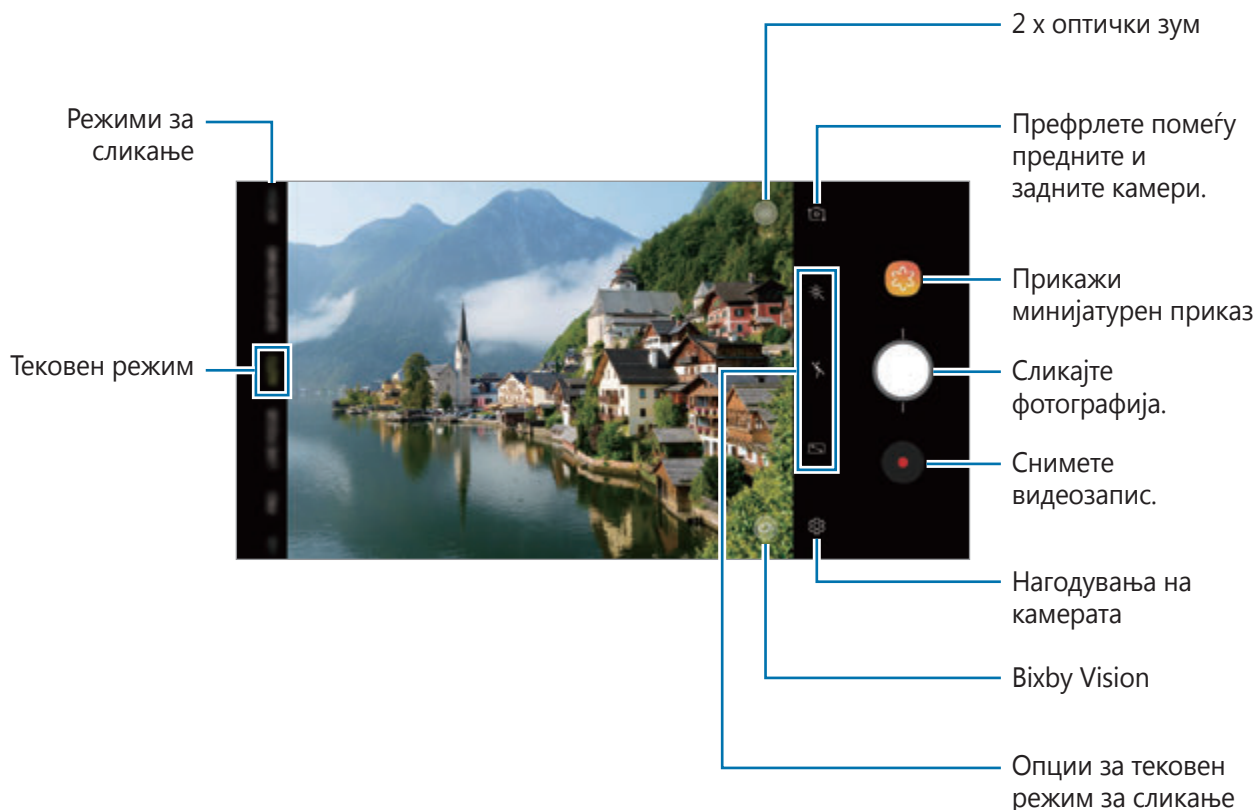 2 x оптички зум
Режими за
сликање
Префрлете помеѓу
предните и
задните камери.
Прикажи
минијатурен приказ
Тековен режим
Сликајте
фотографија.
Снимете
видеозапис.
Нагодувања на
камерата
Bixby Vision
Опции за тековен
режим за сликање